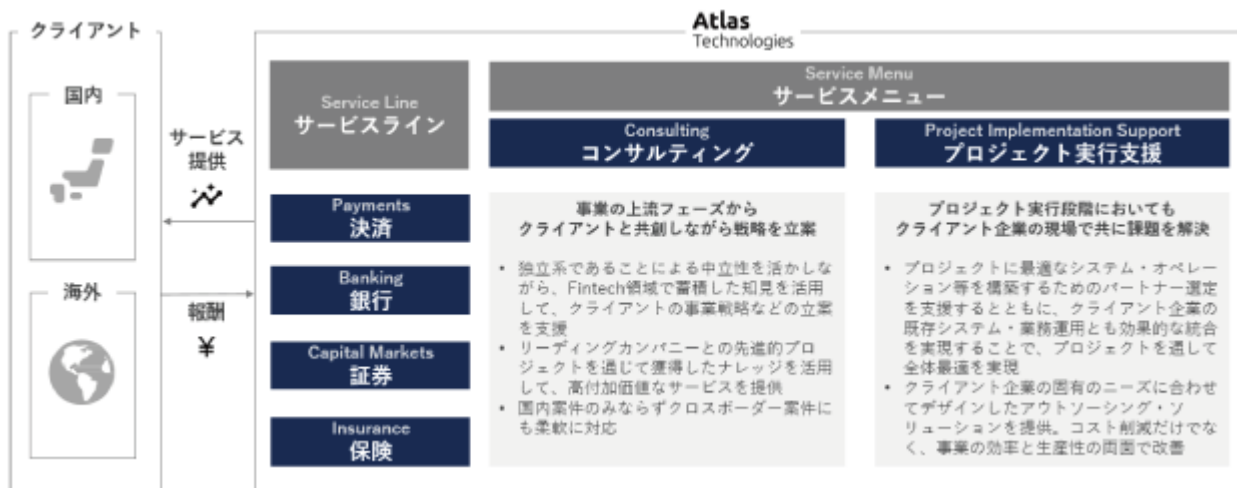 クライアント
国内
海外
サービス
提供
報酬
¥
Atlas
Technologies
Service Line
サービスライン
Service Menu
サービスメニュー
Consulting
コンサルティング
Project Implementation Support
プロジェクト実行支援
Payments
決済
Banking
銀行
Capital Markets
証券
Insurance
保険
事業の上流フェーズから
クライアントと共創しながら戦略を立案
• 独立系であることによる中立性を活かしな
がら、Fintech領域で蓄積した知見を活用
して、クライアントの事業戦略などの立案
を支援
• リーディングカンパニーとの先進的プロ
ジェクトを通じて獲得したナレッジを活用
して、高付加価値なサービスを提供
• 国内案件のみならずクロスボーダー案件に
も柔軟に対応
プロジェクト実行段階においても
クライアント企業の現場で共に課題を解決
• プロジェクトに最適なシステム・オペレー
ション等を構築するためのパートナー選定
を支援するとともに、クライアント企業の
既存システム・業務運用とも効果的な統合
を実現することで、プロジェクトを通して
全体最適を実現
• クライアント企業の固有のニーズに合わせ
てデザインしたアウトソーシング・ソ
リューションを提供。コスト削減だけでな
く、事業の効率と生産性の両面で改善